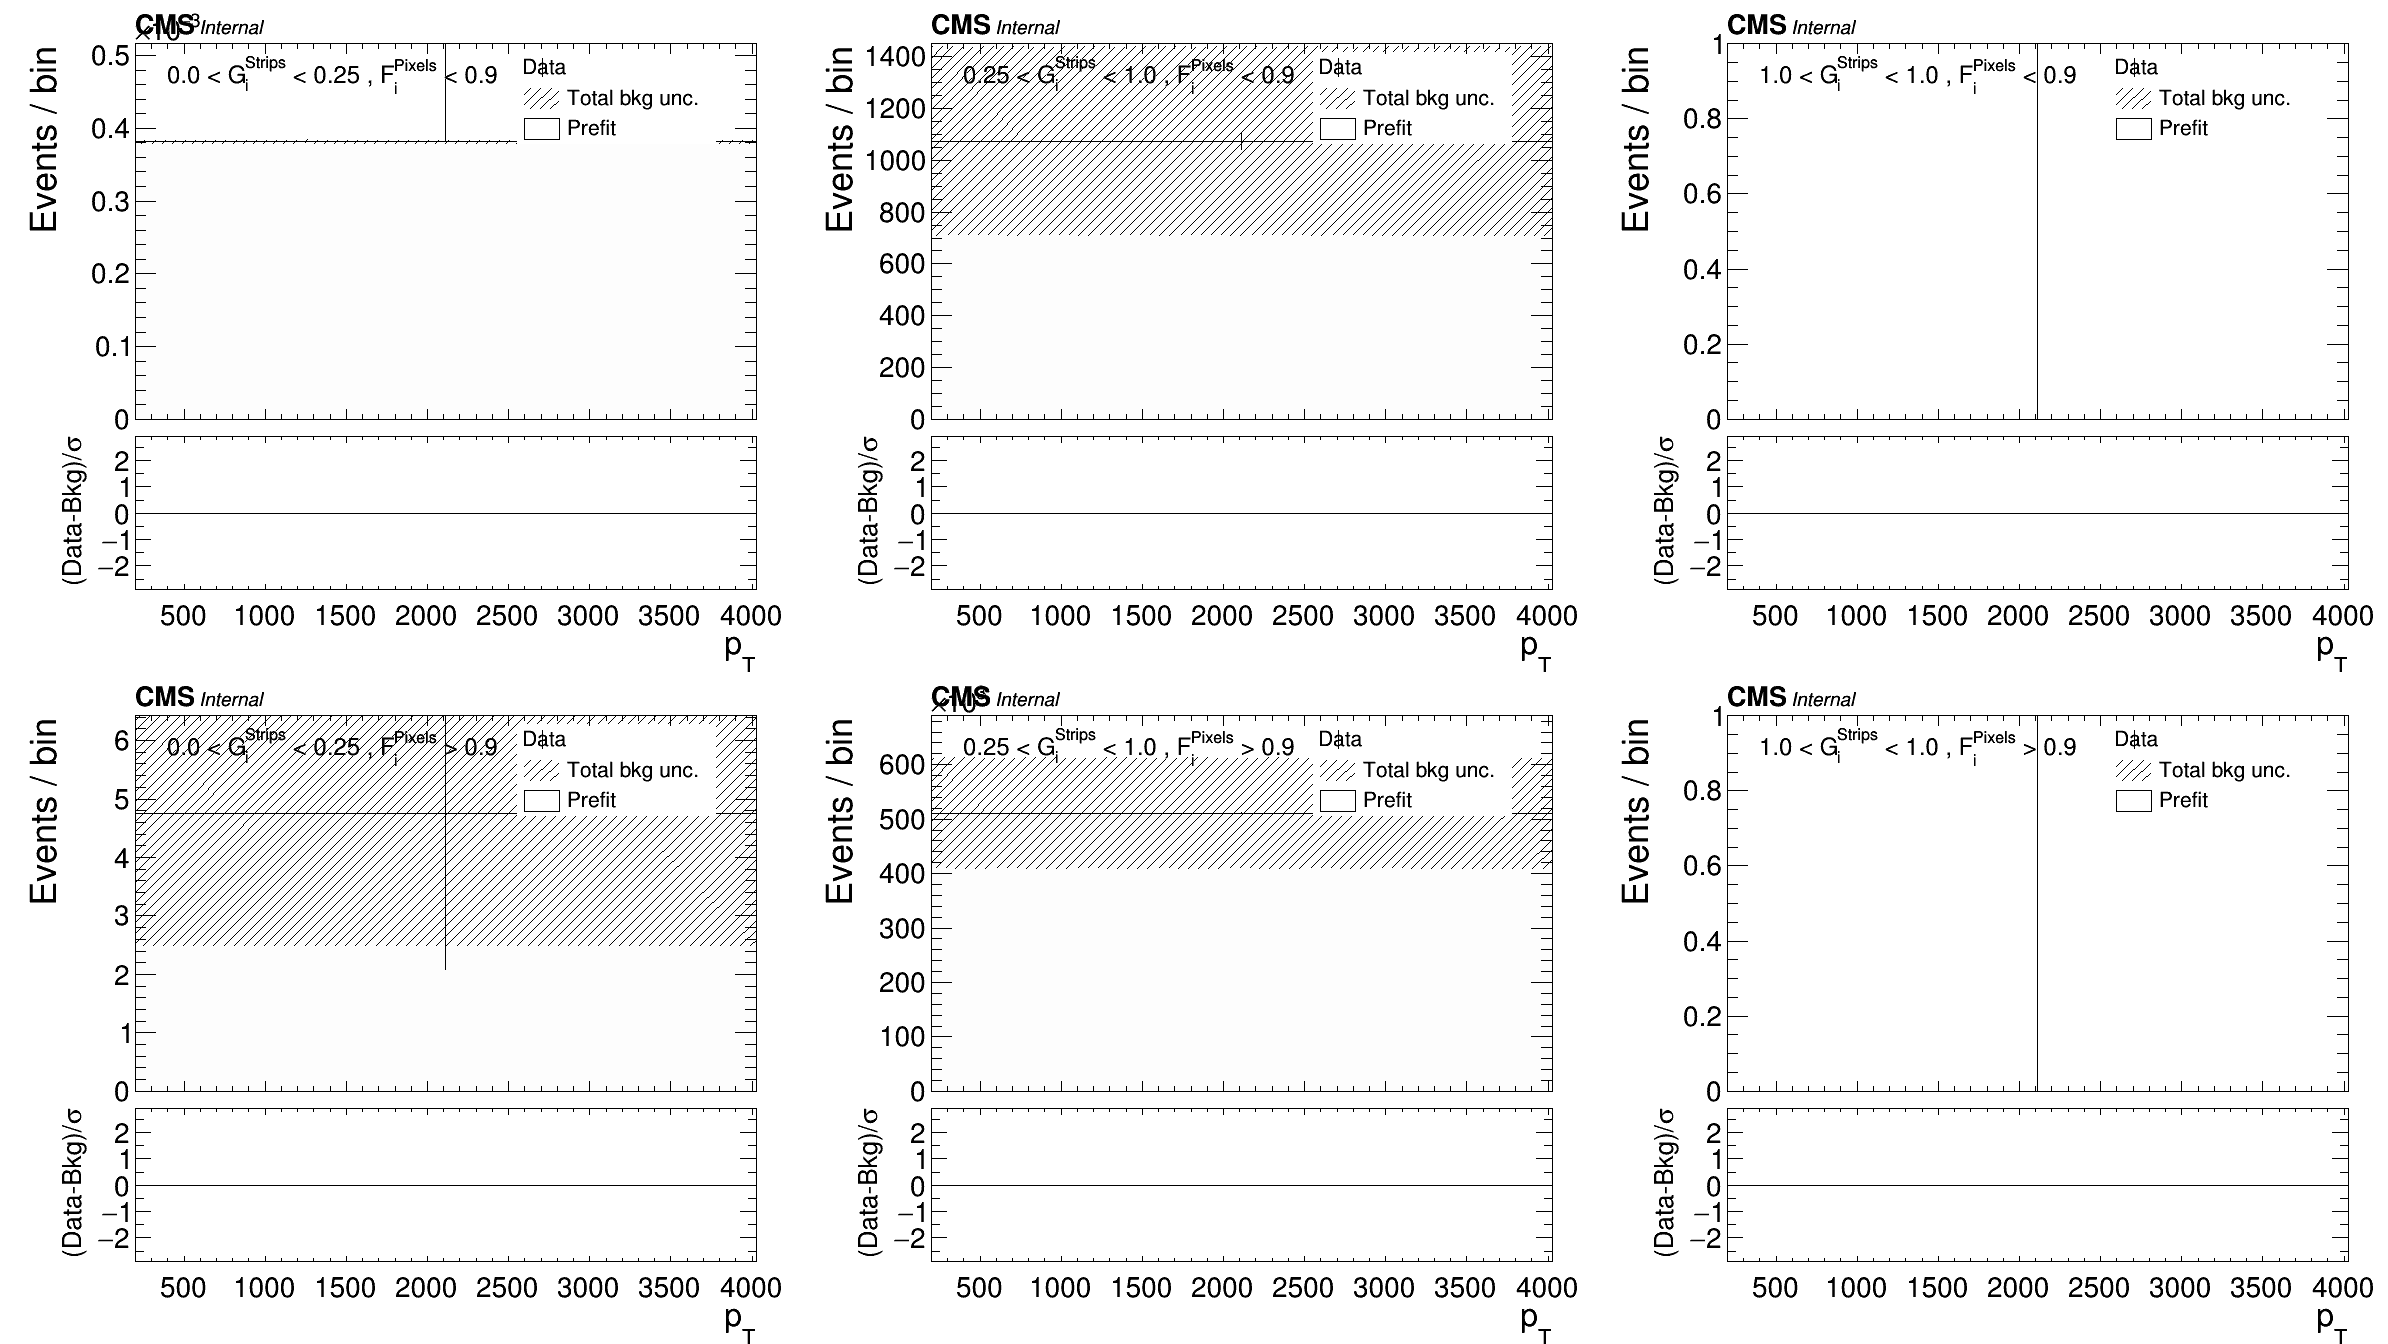 CMS Internal
×10⁻³
Events / bin
0.5
0.4
0.3
0.2
0.1
0
0.0 < G_i^Strips < 0.25 , F_i^Pixels < 0.9
Data
Total bkg unc.
Prefit
(Data-Bkg)/σ
2
1
0
−1
−2
500 1000 1500 2000 2500 3000 3500 4000
p_T
CMS Internal
Events / bin
1400
1200
1000
800
600
400
200
0
0.25 < G_i^Strips < 1.0 , F_i^Pixels < 0.9
Data
Total bkg unc.
Prefit
(Data-Bkg)/σ
2
1
0
−1
−2
500 1000 1500 2000 2500 3000 3500 4000
p_T
CMS Internal
Events / bin
1
0.8
0.6
0.4
0.2
0
1.0 < G_i^Strips < 1.0 , F_i^Pixels < 0.9
Data
Total bkg unc.
Prefit
(Data-Bkg)/σ
2
1
0
−1
−2
500 1000 1500 2000 2500 3000 3500 4000
p_T
CMS Internal
Events / bin
6
5
4
3
2
1
0
0.0 < G_i^Strips < 0.25 , F_i^Pixels > 0.9
Data
Total bkg unc.
Prefit
(Data-Bkg)/σ
2
1
0
−1
−2
500 1000 1500 2000 2500 3000 3500 4000
p_T
CMS Internal
Events / bin
600
500
400
300
200
100
0
0.25 < G_i^Strips < 1.0 , F_i^Pixels > 0.9
Data
Total bkg unc.
Prefit
(Data-Bkg)/σ
2
1
0
−1
−2
500 1000 1500 2000 2500 3000 3500 4000
p_T
CMS Internal
Events / bin
1
0.8
0.6
0.4
0.2
0
1.0 < G_i^Strips < 1.0 , F_i^Pixels > 0.9
Data
Total bkg unc.
Prefit
(Data-Bkg)/σ
2
1
0
−1
−2
500 1000 1500 2000 2500 3000 3500 4000
p_T